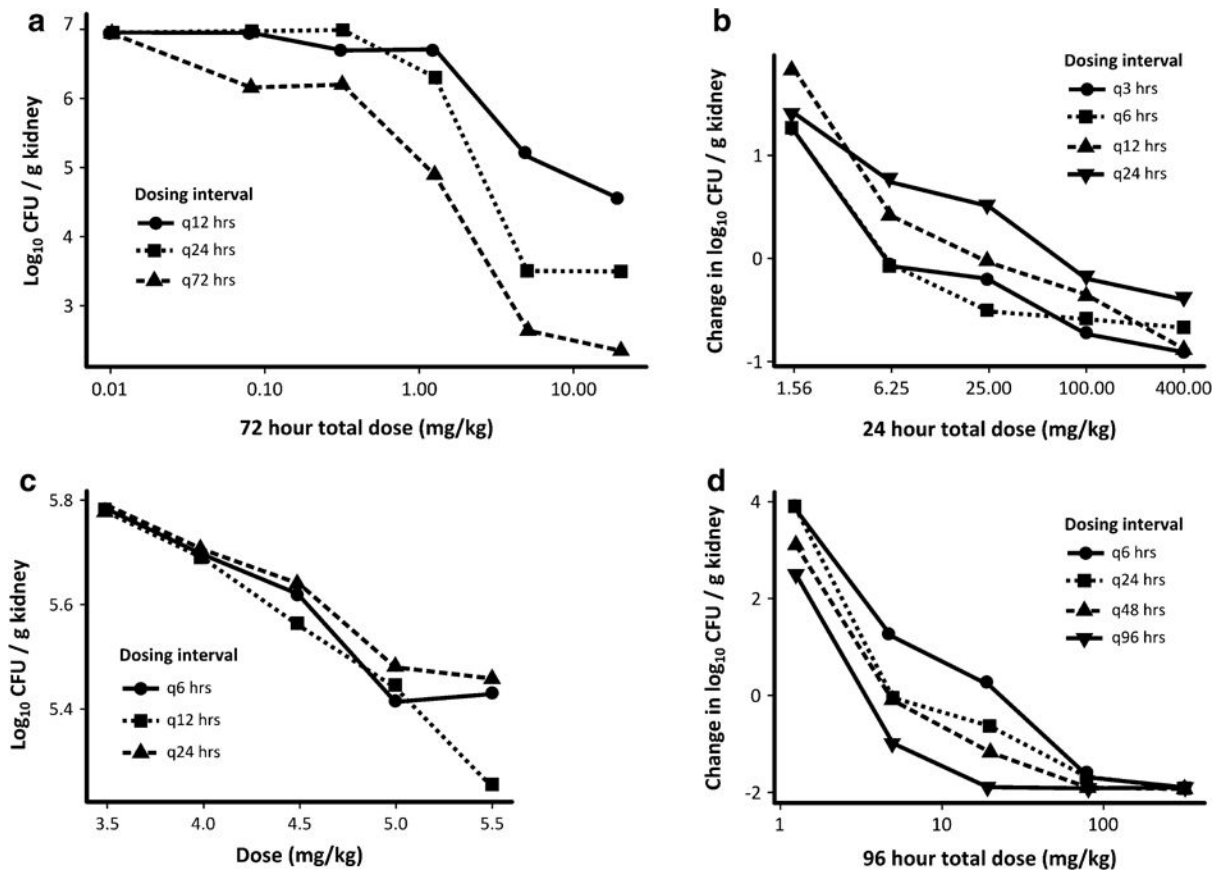 a
Log10 CFU / g kidney
7
6
5
4
3
Dosing interval
q12 hrs
q24 hrs
q72 hrs
0.01
0.10
1.00
10.00
72 hour total dose (mg/kg)
b
Change in log10 CFU / g kidney
1
0
-1
Dosing interval
q3 hrs
q6 hrs
q12 hrs
q24 hrs
1.56
6.25
25.00
100.00
400.00
24 hour total dose (mg/kg)
c
Log10 CFU / g kidney
5.8
5.6
5.4
Dosing interval
q6 hrs
q12 hrs
q24 hrs
3.5
4.0
4.5
5.0
5.5
Dose (mg/kg)
d
Change in log10 CFU / g kidney
4
2
0
-2
Dosing interval
q6 hrs
q24 hrs
q48 hrs
q96 hrs
1
10
100
96 hour total dose (mg/kg)